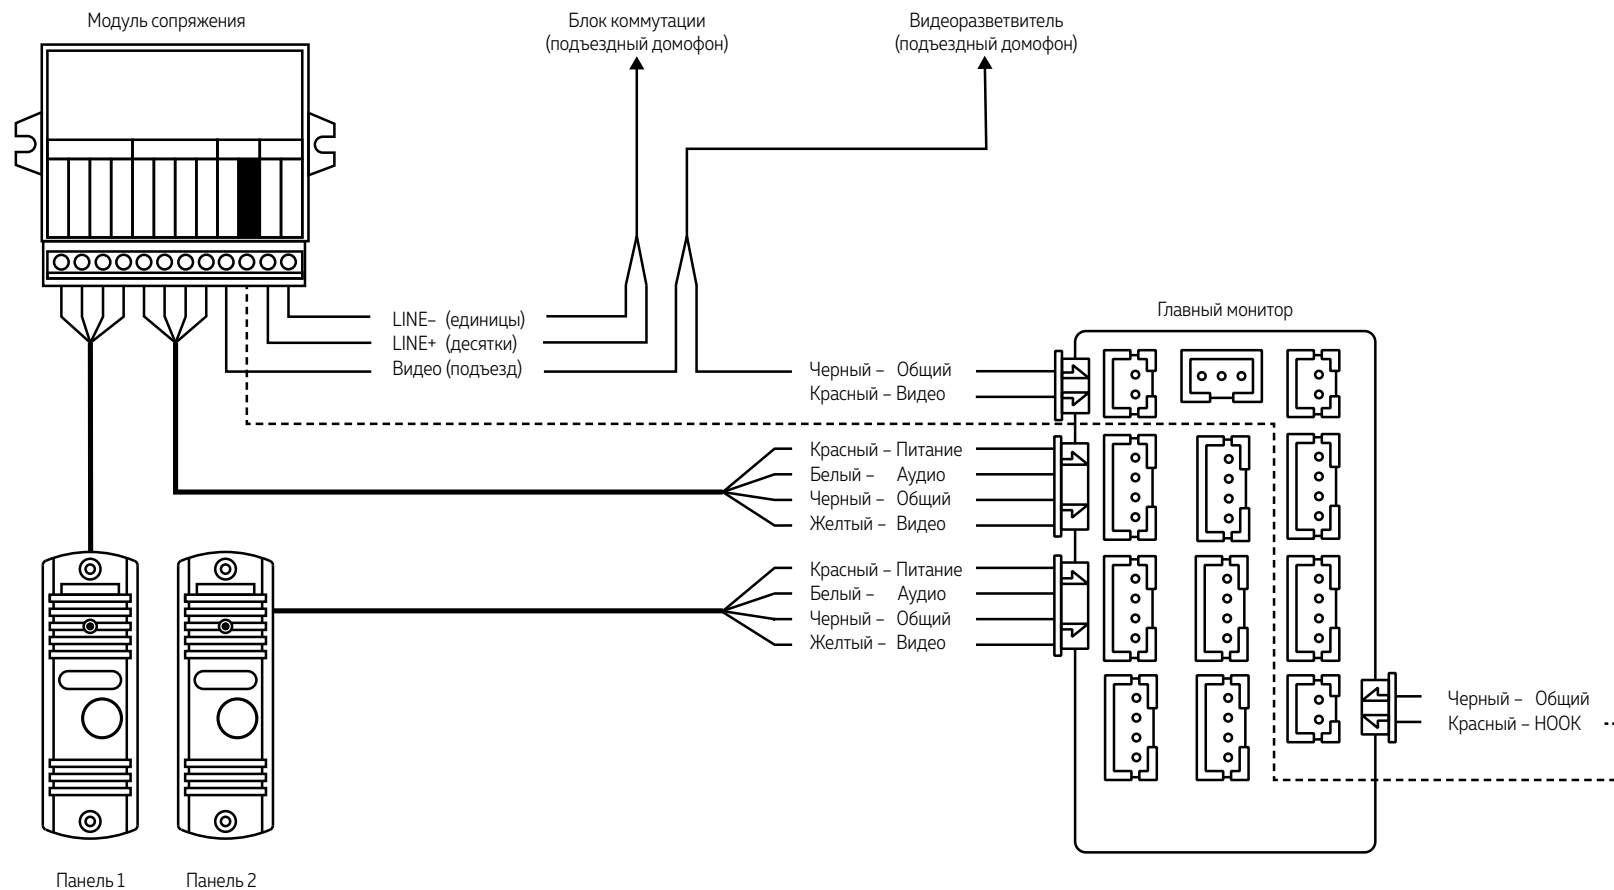 Модуль сопряжения
Блок коммутации
(подъездный домофон)
Видеоразветвитель
(подъездный домофон)
LINE– (единицы)
LINE+ (десятки)
Видео (подъезд)
Главный монитор
Черный – Общий
Красный – Видео
Красный – Питание
Белый – Аудио
Черный – Общий
Желтый – Видео
Красный – Питание
Белый – Аудио
Черный – Общий
Желтый – Видео
Черный – Общий
Красный – HOOK
Панель 1
Панель 2